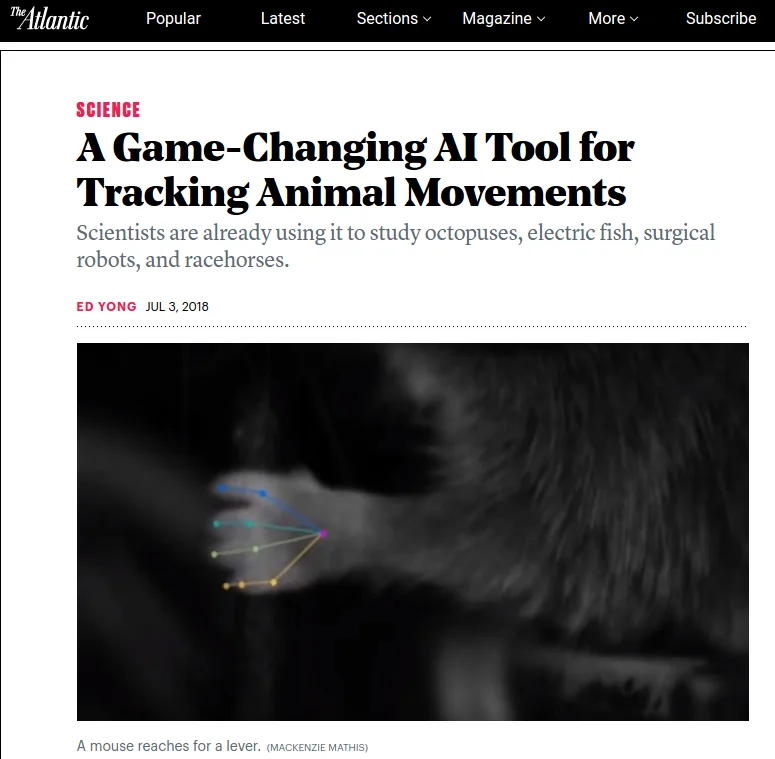 The Atlantic Popular Latest Sections Magazine More Subscribe
SCIENCE
A Game-Changing AI Tool for
Tracking Animal Movements
Scientists are already using it to study octopuses, electric fish, surgical
robots, and racehorses.
ED YONG JUL 3, 2018
A mouse reaches for a lever. (MACKENZIE MATHIS)